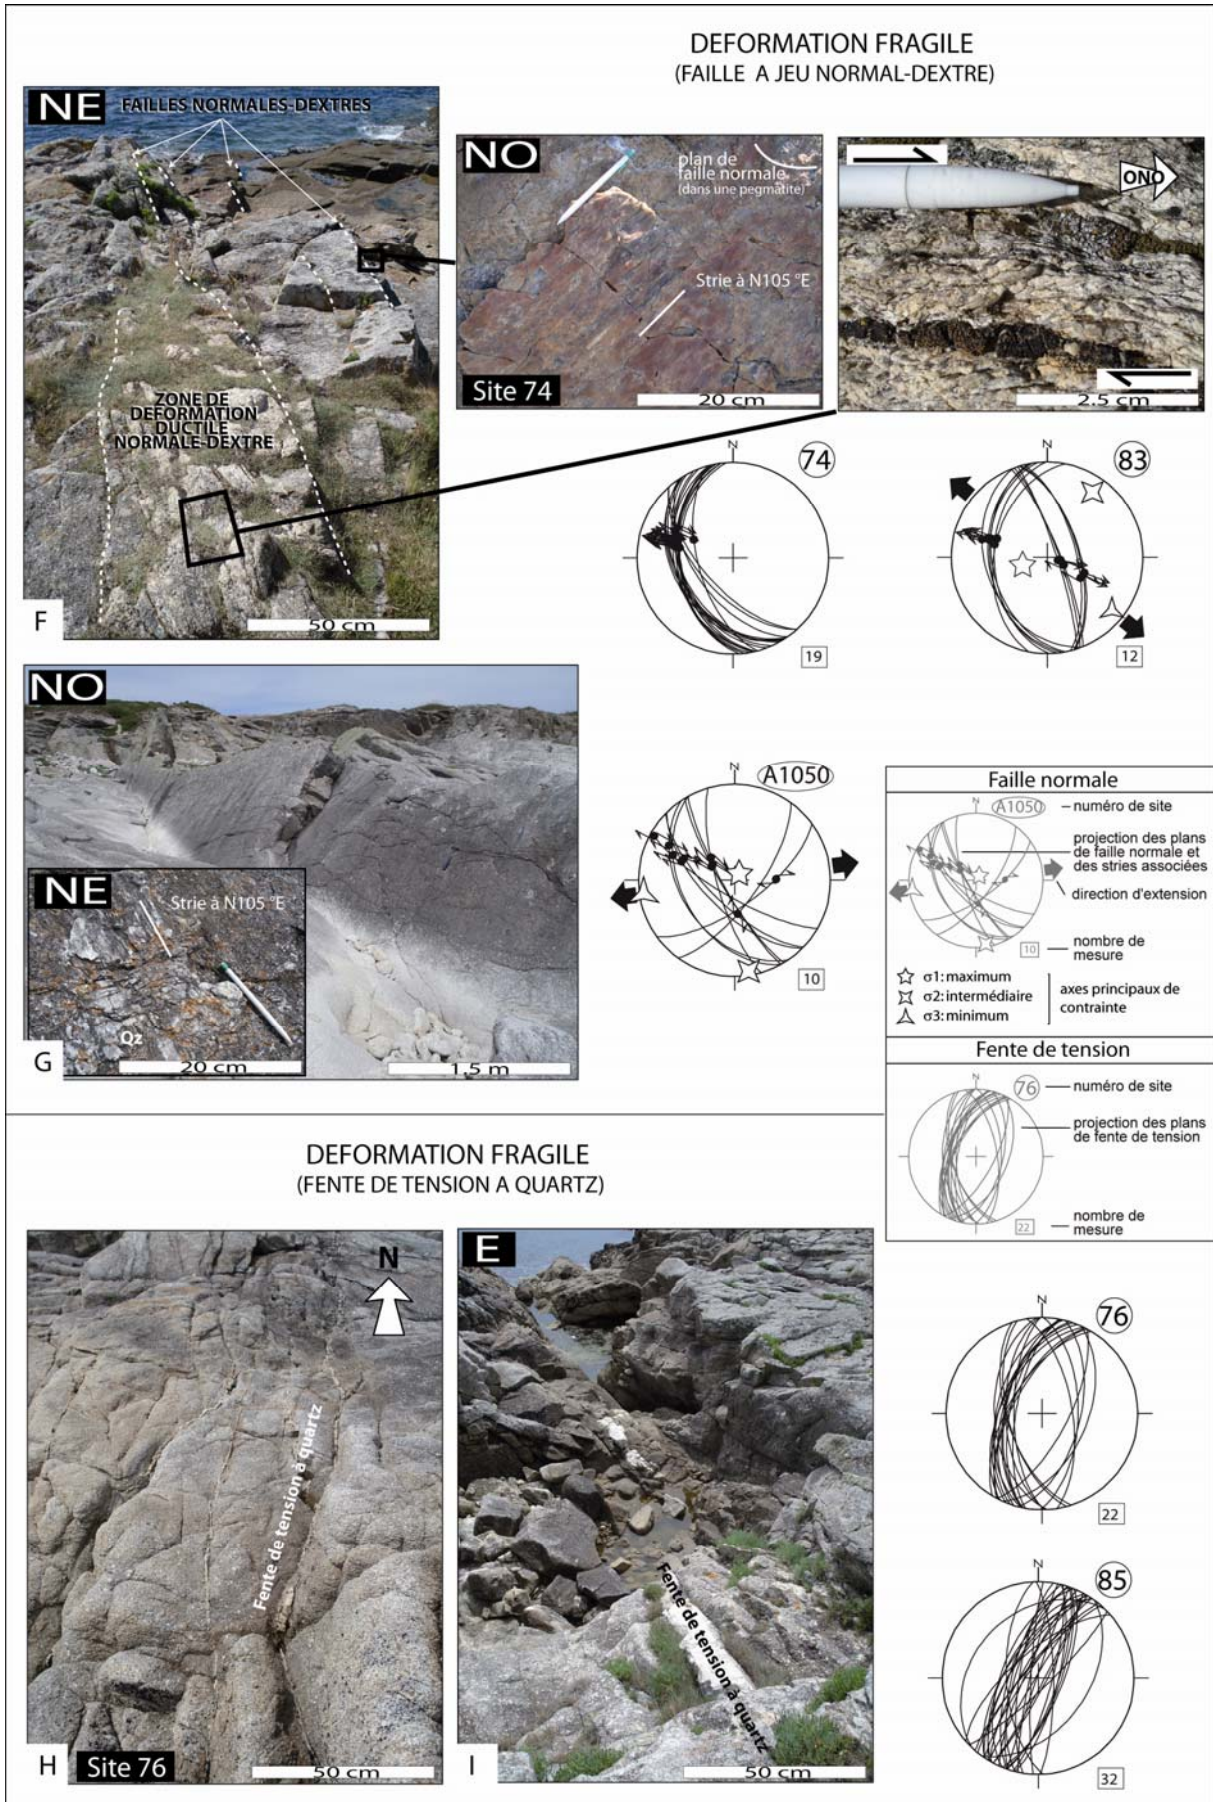 DEFORMATION FRAGILE
(FAILLE A JEU NORMAL-DEXTRE)
NE
FAILLES NORMALES-DEXTRES
ZONE DE
DEFORMATION
DUCTILE
NORMALE-DEXTRE
F
50 cm
NO
plan de
faille normale
(dans une pegmatite)
Strie à N105 °E
Site 74
20 cm
ONO
2.5 cm
N
74
19
N
83
12
NO
NE
Strie à N105 °E
Qz
20 cm
G
1.5 m
N
A1050
10
Faille normale
N
A1050
numéro de site
projection des plans
de faille normale et
des stries associées
direction d'extension
10
nombre de
mesure
σ1: maximum
σ2: intermédiaire
σ3: minimum
axes principaux de
contrainte
Fente de tension
N
76
numéro de site
projection des plans
de fente de tension
22
nombre de
mesure
DEFORMATION FRAGILE
(FENTE DE TENSION A QUARTZ)
N
Fente de tension à quartz
H
Site 76
50 cm
E
Fente de tension à quartz
I
50 cm
N
76
22
N
85
32